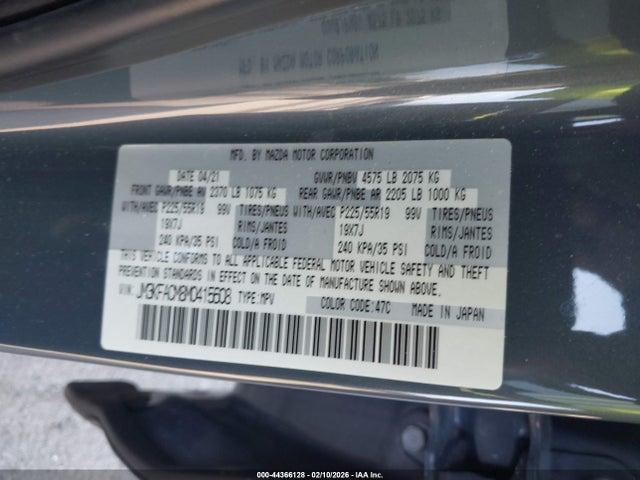 MFD. BY MAZDA MOTOR CORPORATION
DATE 04/21 GVWR/PNBV 4575 LB 2075 KG
FRONT GAWR/PNBE AV 2370 LB 1075 KG REAR GAWR/PNBE AR 2205 LB 1000 KG
WITH/AVEC P225/55R19 99V TIRES/PNEUS WITH/AVEC P225/55R19 99V TIRES/PNEUS
19X7J RIMS/JANTES 19X7J RIMS/JANTES
240 KPA/35 PSI COLD/A FROID 240 KPA/35 PSI COLD/A FROID
THIS VEHICLE CONFORMS TO ALL APPLICABLE FEDERAL MOTOR VEHICLE SAFETY AND THEFT
PREVENTION STANDARDS IN EFFECT ON THE DATE OF MANUFACTURE SHOWN ABOVE.
VIN: TYPE:MPV COLOR CODE:47C MADE IN JAPAN
000-44366128 - 02/10/2026 - IAA Inc.